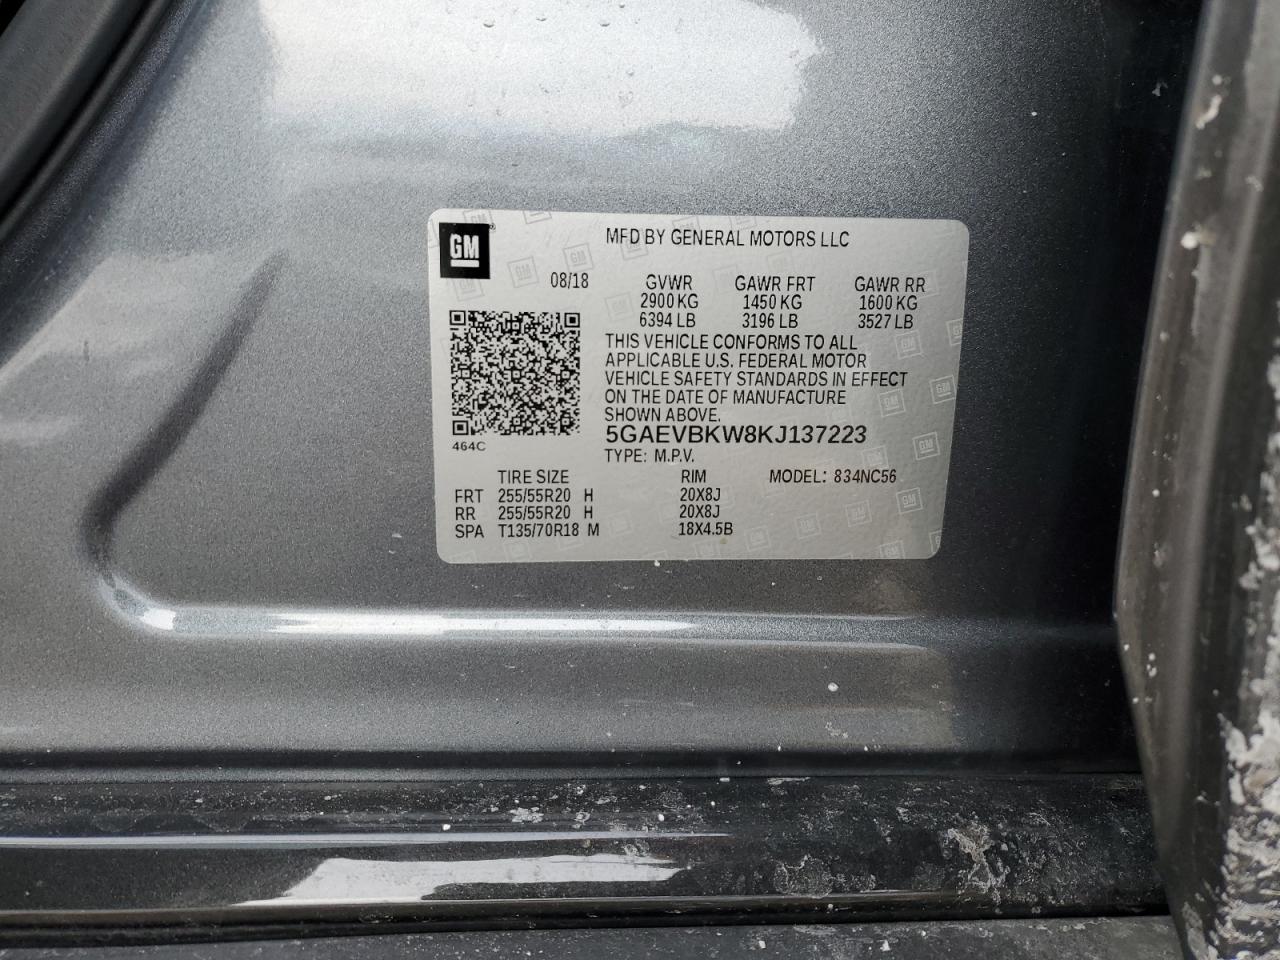 GM
MFD BY GENERAL MOTORS LLC
08/18 GVWR GAWR FRT GAWR RR
2900 KG 1450 KG 1600 KG
6394 LB 3196 LB 3527 LB
THIS VEHICLE CONFORMS TO ALL
APPLICABLE U.S. FEDERAL MOTOR
VEHICLE SAFETY STANDARDS IN EFFECT
ON THE DATE OF MANUFACTURE
SHOWN ABOVE.
464C
5GAEVBKW8KJ137223
TYPE: M.P.V.
TIRE SIZE RIM MODEL: 834NC56
FRT 255/55R20 H 20X8J
RR 255/55R20 H 20X8J
SPA T135/70R18 M 18X4.5B